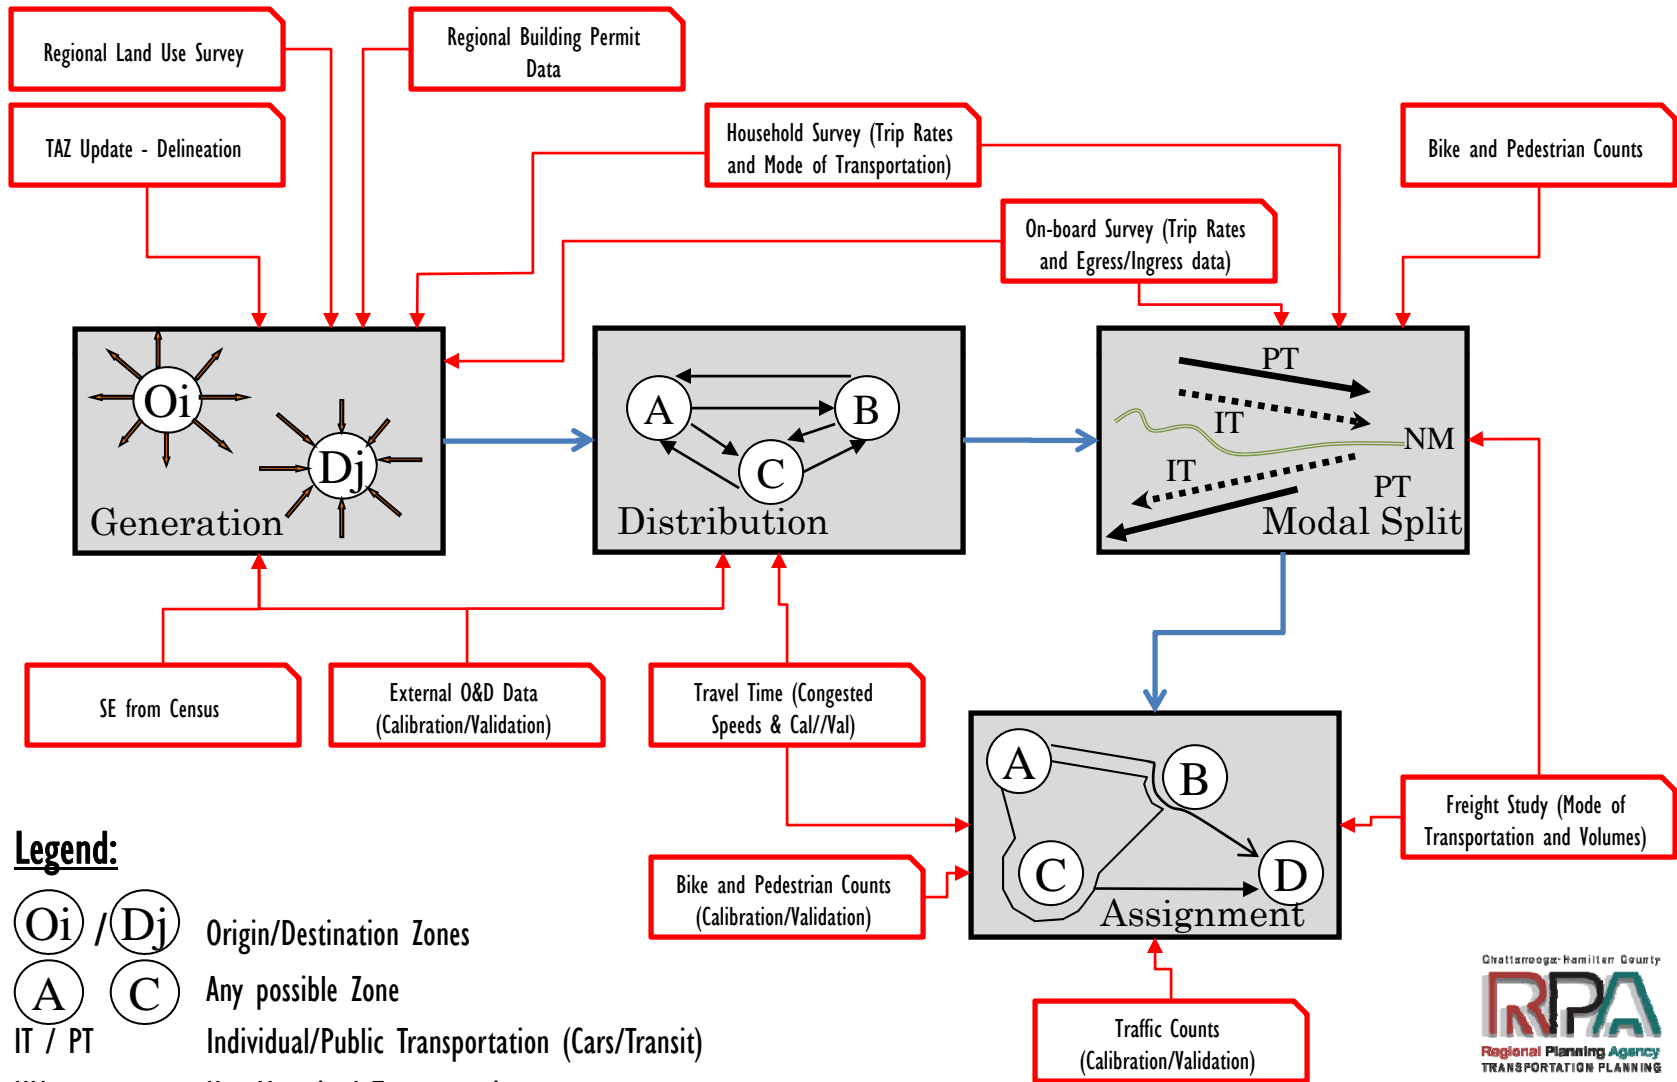 Regional Land Use Survey
Regional Building Permit
Data
TAZ Update - Delineation
Household Survey (Trip Rates
and Mode of Transportation)
Bike and Pedestrian Counts
On-board Survey (Trip Rates
and Egress/Ingress data)
Oi
Dj
Generation
A
B
C
Distribution
PT
IT
NM
IT
PT
Modal Split
SE from Census
External O&D Data
(Calibration/Validation)
Travel Time (Congested
Speeds & Cal//Val)
A
B
C
D
Assignment
Freight Study (Mode of
Transportation and Volumes)
Bike and Pedestrian Counts
(Calibration/Validation)
Traffic Counts
(Calibration/Validation)
Legend:
Oi / Dj Origin/Destination Zones
A C Any possible Zone
IT / PT Individual/Public Transportation (Cars/Transit)
Chattanooga-Hamilton County
RPA
Regional Planning Agency
TRANSPORTATION PLANNING